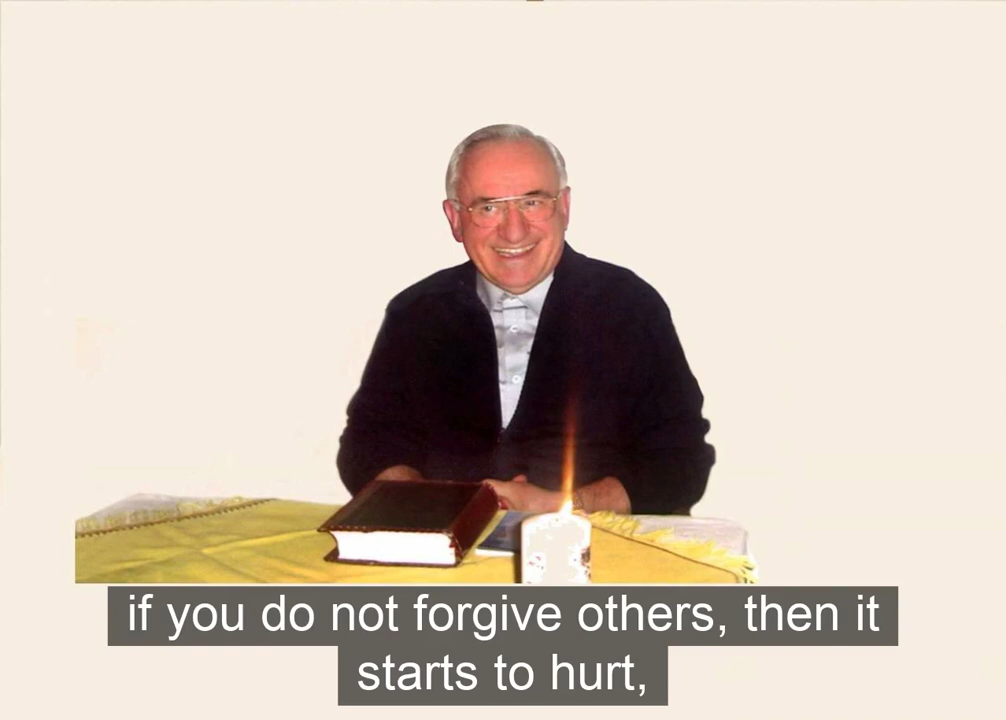 if you do not forgive others, then it
starts to hurt,